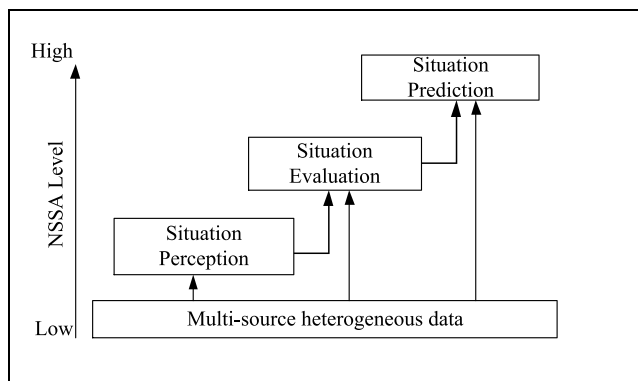 High
Situation
Prediction
Situation
Evaluation
NSSA Level
Situation
Perception
Multi-source heterogeneous data
Low